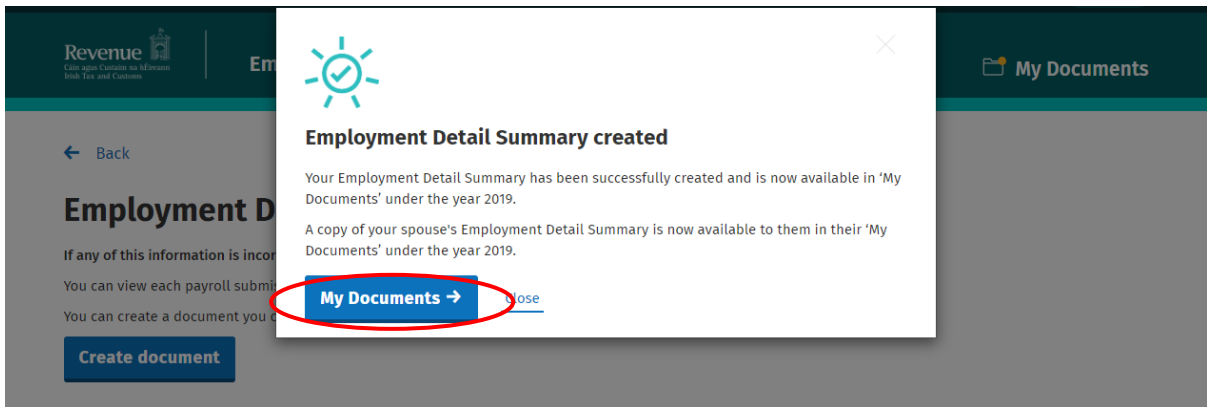 Revenue
Cáin agus Custaim na hÉireann
Irish Tax and Customs
Em
My Documents
Back
Employment D
If any of this information is incor
You can view each payroll submi
You can create a document you c
Create document
Employment Detail Summary created
Your Employment Detail Summary has been successfully created and is now available in ‘My
Documents’ under the year 2019.
A copy of your spouse's Employment Detail Summary is now available to them in their ‘My
Documents’ under the year 2019.
My Documents →
Close